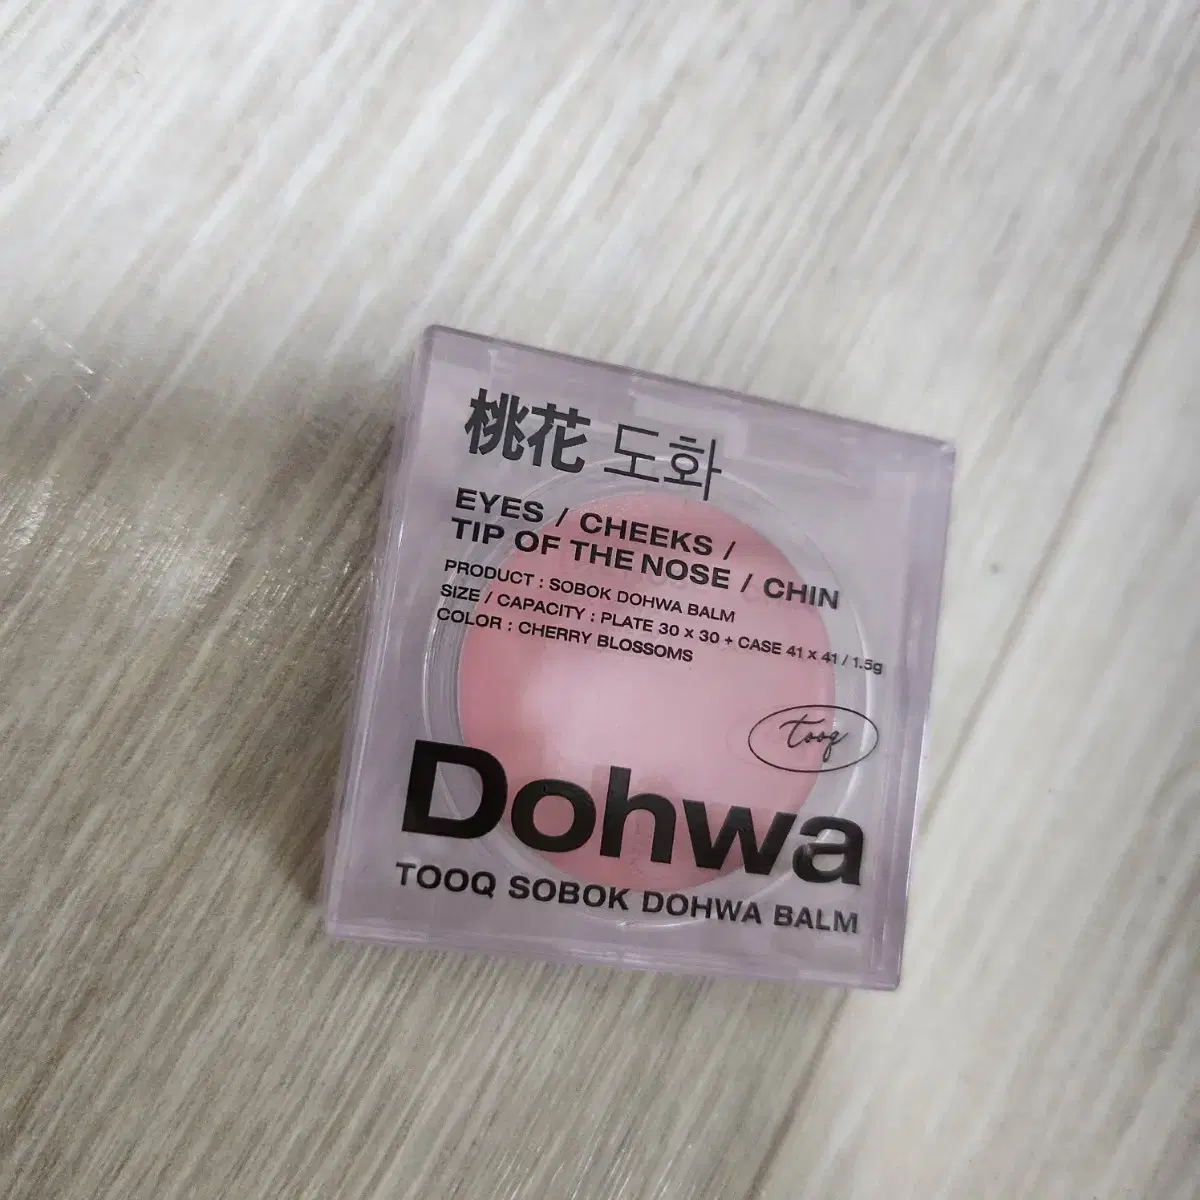 桃花 도화
EYES / CHEEKS /
TIP OF THE NOSE / CHIN
PRODUCT : SOBOK DOHWA BALM
SIZE / CAPACITY : PLATE 30 x 30 + CASE 41 x 41 / 1.5g
COLOR : CHERRY BLOSSOMS
tooq
Dohwa
TOOQ SOBOK DOHWA BALM